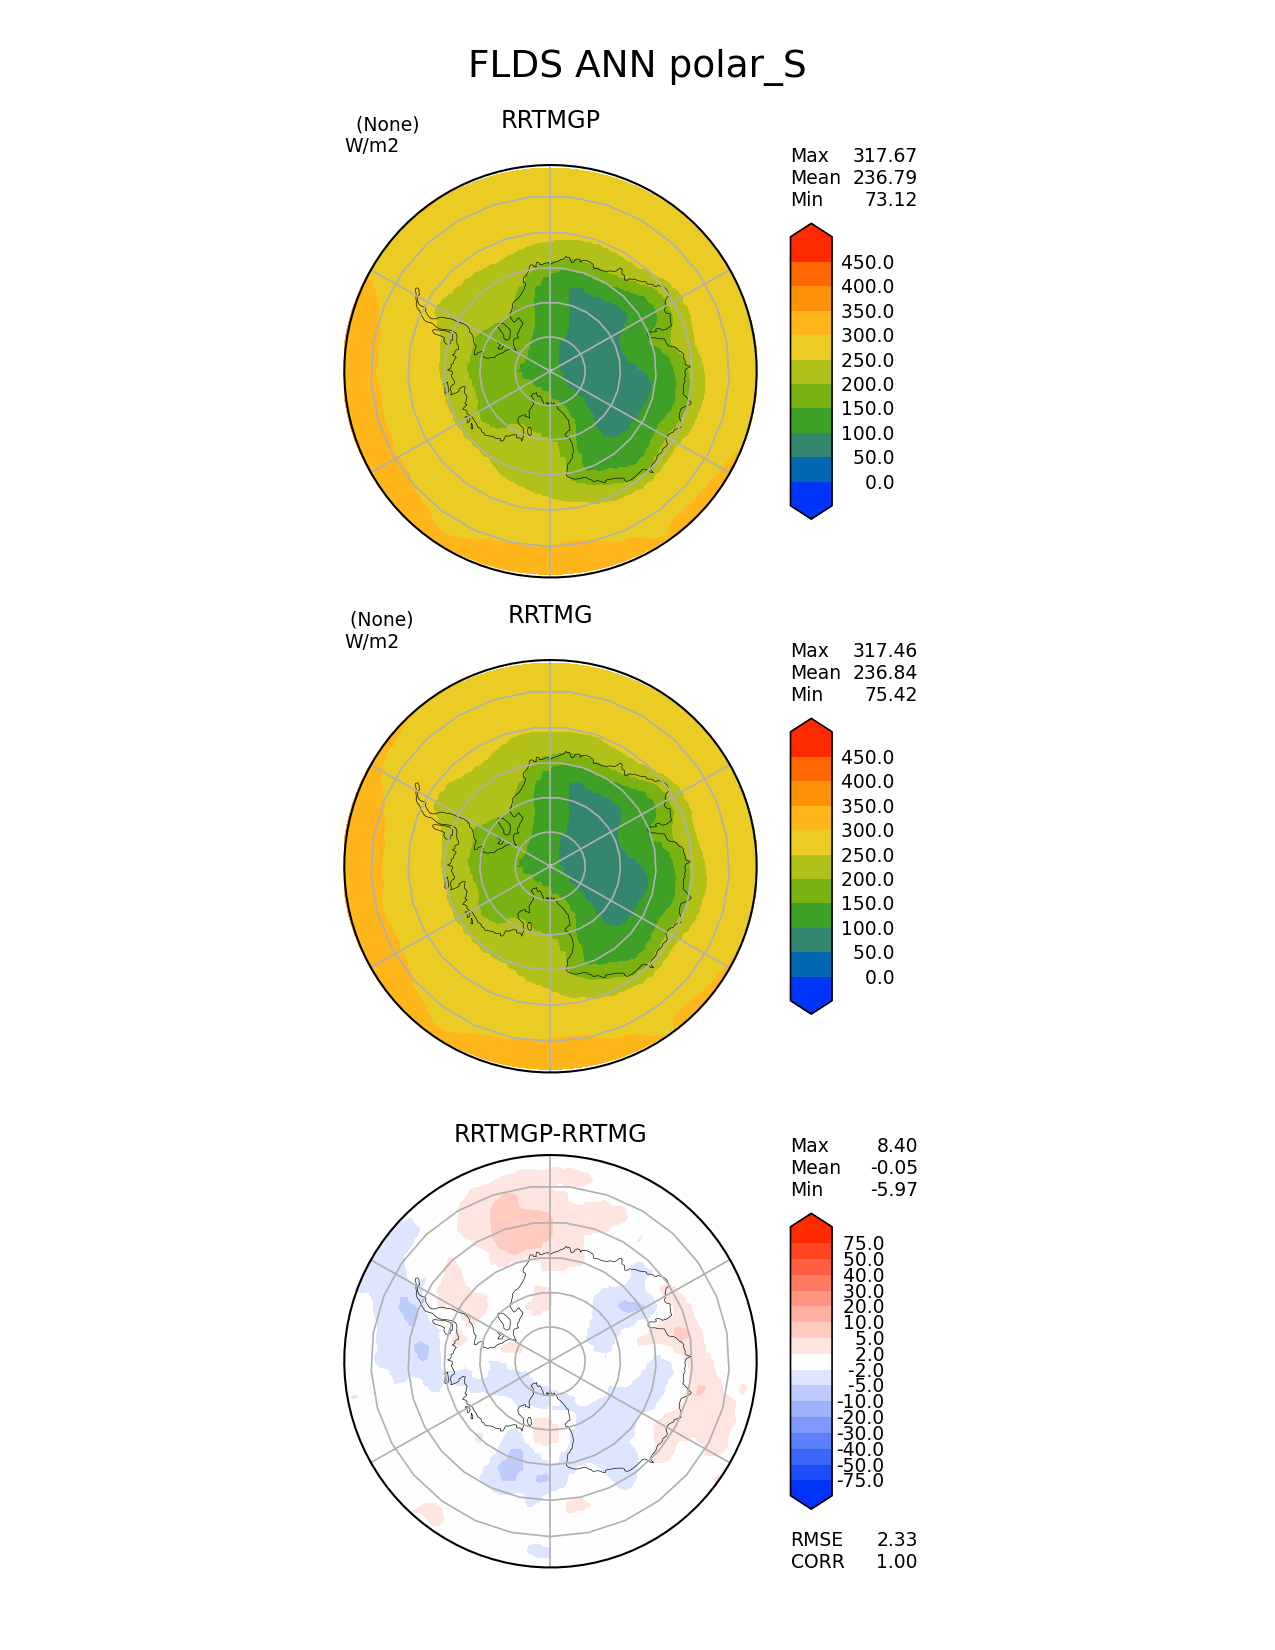 FLDS ANN polar_S
RRTMGP
(None)
W/m2
Max 317.67
Mean 236.79
Min 73.12
450.0
400.0
350.0
300.0
250.0
200.0
150.0
100.0
50.0
0.0
RRTMG
(None)
W/m2
Max 317.46
Mean 236.84
Min 75.42
450.0
400.0
350.0
300.0
250.0
200.0
150.0
100.0
50.0
0.0
RRTMGP-RRTMG
Max 8.40
Mean -0.05
Min -5.97
75.0
50.0
40.0
30.0
20.0
10.0
5.0
2.0
-2.0
-5.0
-10.0
-20.0
-30.0
-40.0
-50.0
-75.0
RMSE 2.33
CORR 1.00